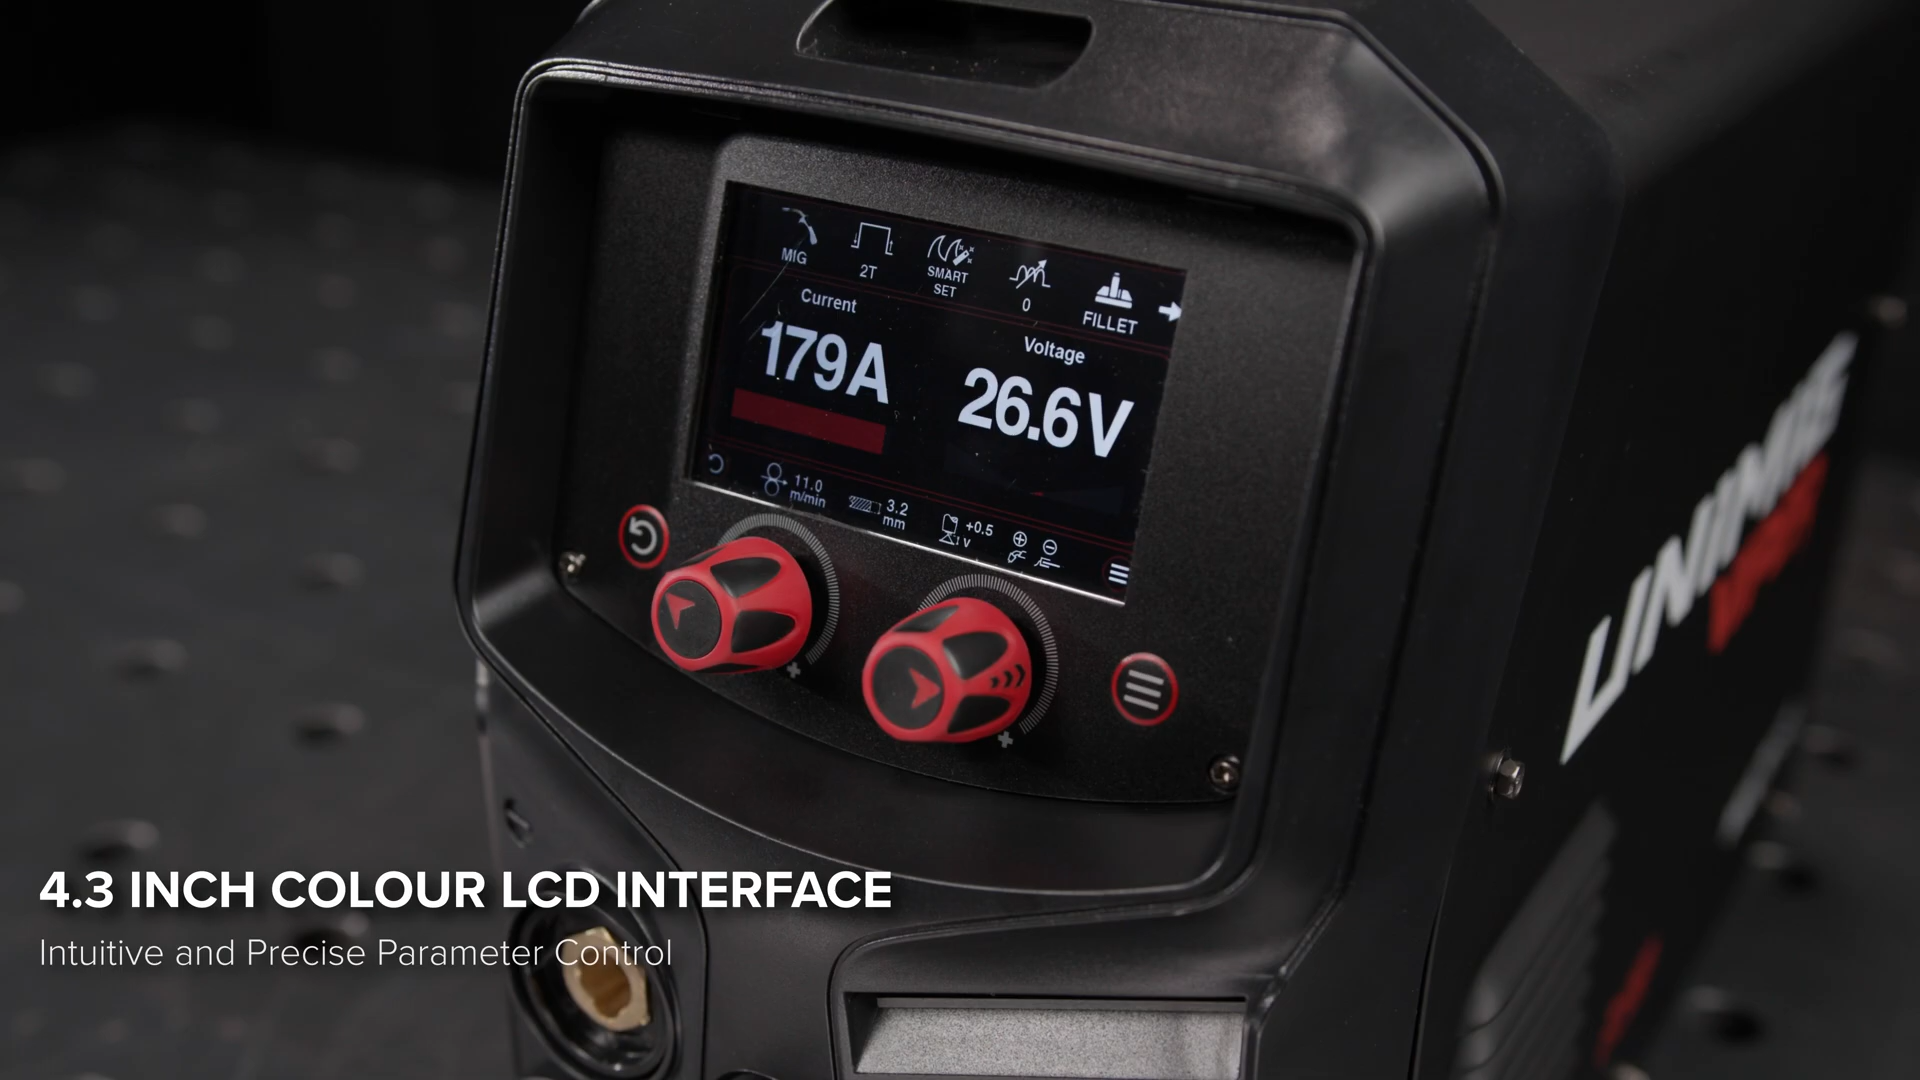 MIG
2T
SMART
SET
0
FILLET
Current
179A
Voltage
26.6V
11.0
m/min
3.2
mm
+0.5
V
UNIMIG
4.3 INCH COLOUR LCD INTERFACE
Intuitive and Precise Parameter Control